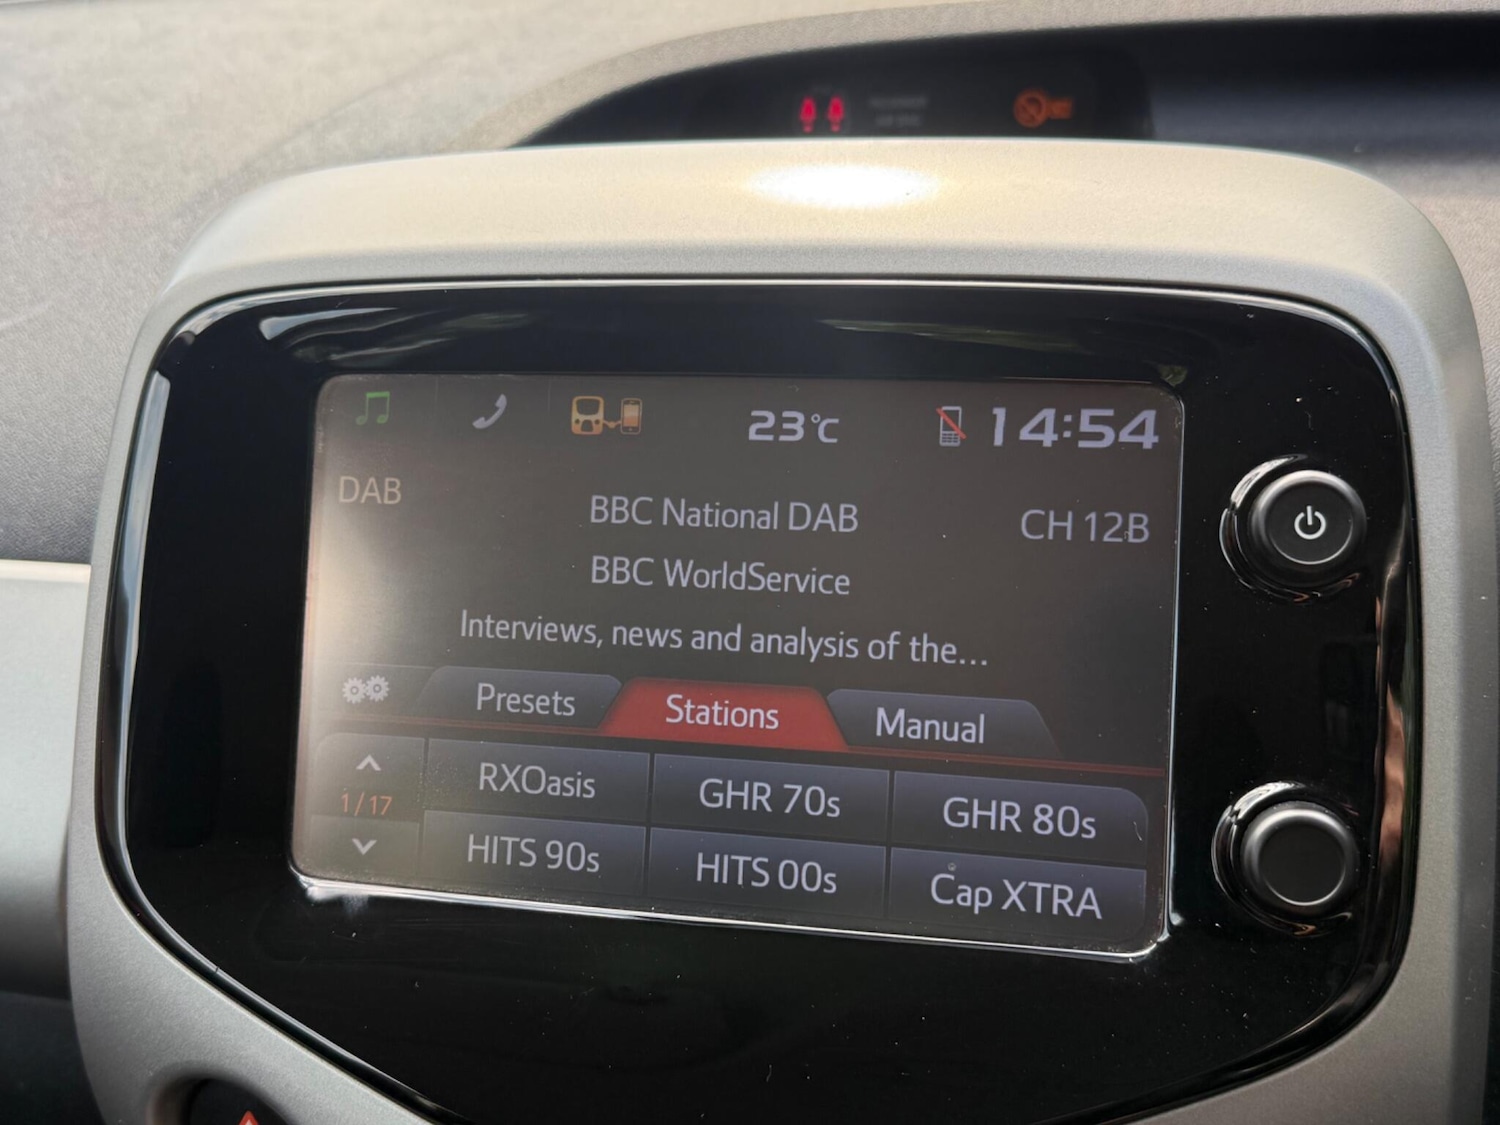 23°C
14:54
DAB
BBC National DAB
CH 12B
BBC WorldService
Interviews, news and analysis of the...
Presets
Stations
Manual
1/17
RXOasis
GHR 70s
GHR 80s
HITS 90s
HITS 00s
Cap XTRA